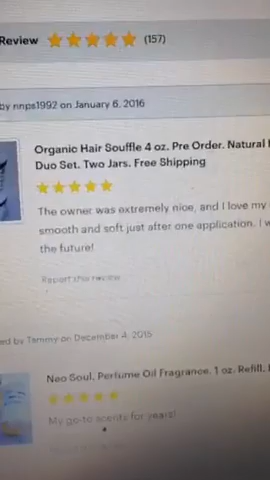 Review (157)
by nnps1992 on January 6, 2016
Organic Hair Souffle 4 oz. Pre Order. Natural
Duo Set. Two Jars. Free Shipping
The owner was extremely nice, and I love my
smooth and soft just after one application. I
the future!
Report this review
ed by Tammy on December 4, 2015
Neo Soul. Perfume Oil Fragrance. 1 oz. Refill.
My go-to scents for years!